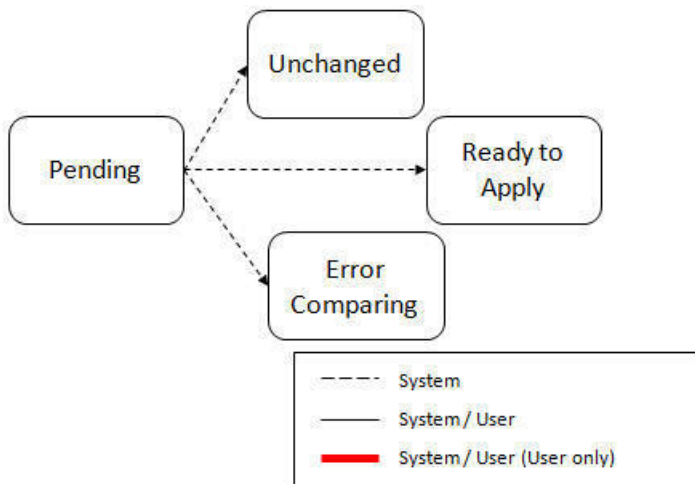 Unchanged
Pending
Ready to
Apply
Error
Comparing
System
System / User
System / User (User only)